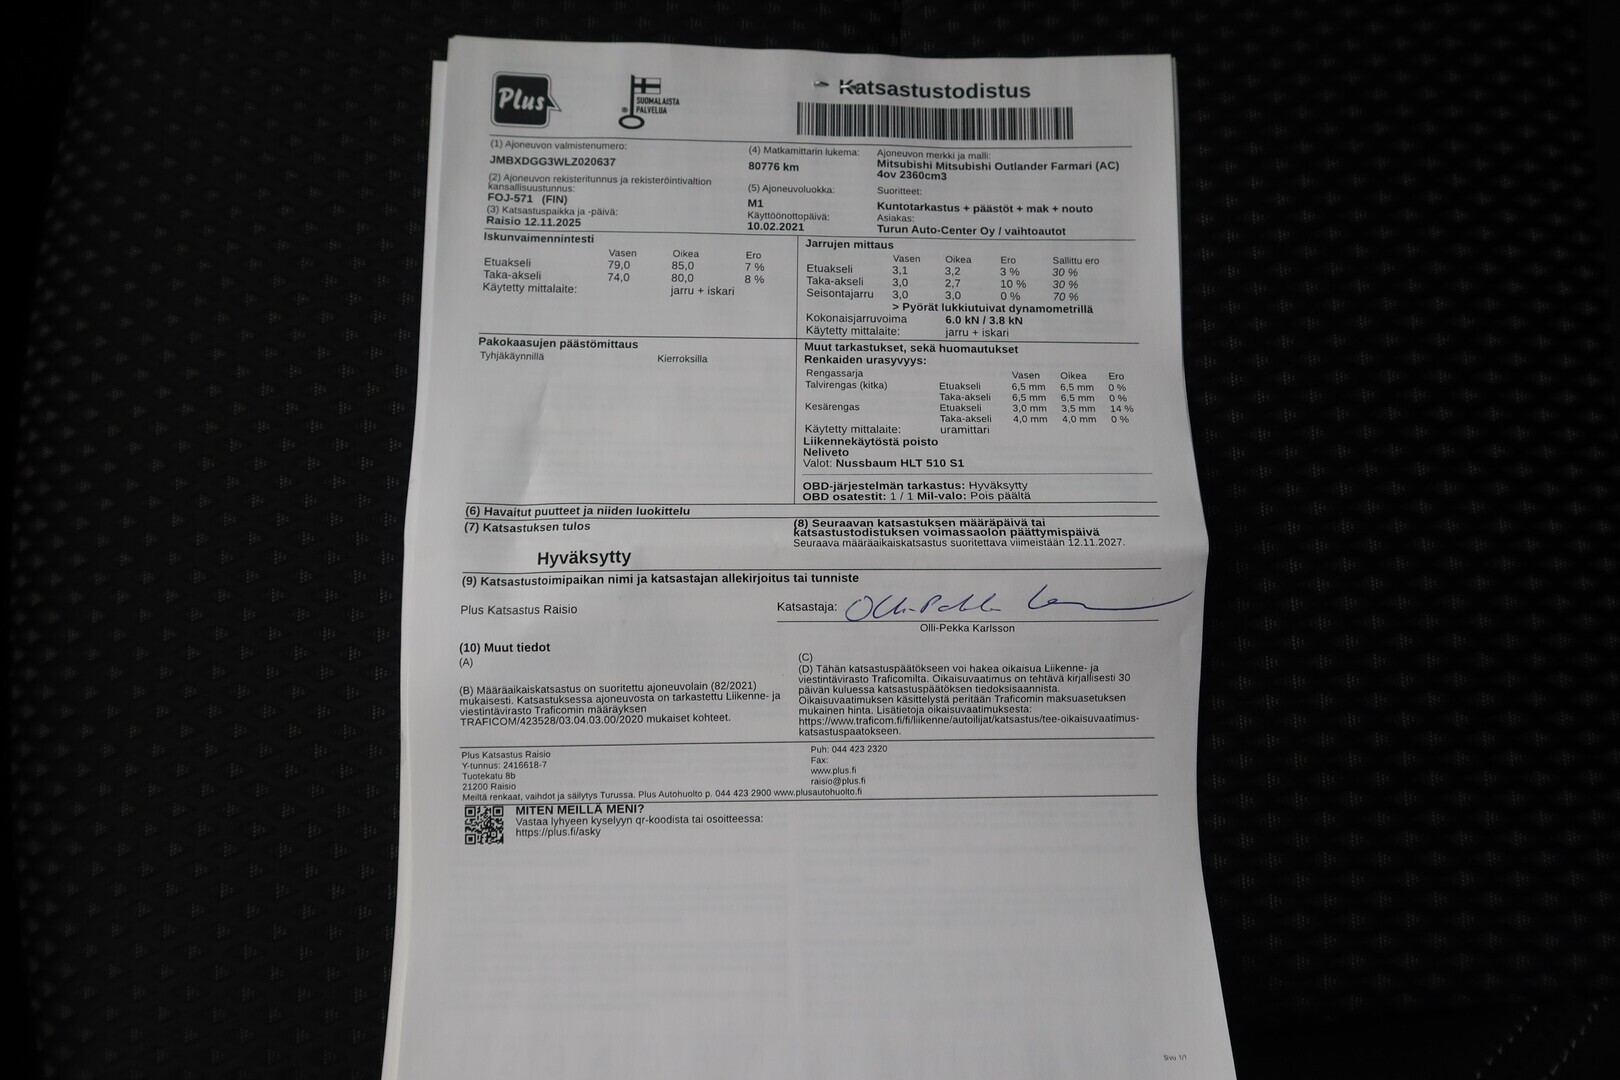 Plus
SUOMALAISTA
PALVELUA
Katsastustodistus
(1) Ajoneuvon valmistenumero:
JMBXDGG3WLZ020637
(2) Ajoneuvon rekisteritunnus ja rekisteröintivaltion
kansallisuustunnus:
FOJ-571 (FIN)
(3) Katsastuspaikka ja -päivä:
Raisio 12.11.2025
(4) Matkamittarin lukema:
80776 km
(5) Ajoneuvoluokka:
M1
Käyttöönottopäivä:
10.02.2021
Ajoneuvon merkki ja malli:
Mitsubishi Mitsubishi Outlander Farmari (AC)
4ov 2360cm3
Suoritteet:
Kuntotarkastus + päästöt + mak + nouto
Asiakas:
Turun Auto-Center Oy / vaihtoautot
Iskunvaimennintesti
Vasen Oikea Ero
Etuakseli 79,0 85,0 7 %
Taka-akseli 74,0 80,0 8 %
Käytetty mittalaite: jarru + iskari
Jarrujen mittaus
Vasen Oikea Ero Sallittu ero
Etuakseli 3,1 3,2 3 % 30 %
Taka-akseli 3,0 2,7 10 % 30 %
Seisontajarru 3,0 3,0 0 % 70 %
> Pyörät lukkiutuivat dynamometrillä
Kokonaisjarruvoima 6.0 kN / 3.8 kN
Käytetty mittalaite: jarru + iskari
Pakokaasujen päästömittaus
Tyhjäkäynnillä Kierroksilla
Muut tarkastukset, sekä huomautukset
Renkaiden urasyvyys:
Rengassarja Vasen Oikea Ero
Talvirengas (kitka) Etuakseli 6,5 mm 6,5 mm 0 %
Taka-akseli 6,5 mm 6,5 mm 0 %
Kesärengas Etuakseli 3,0 mm 3,5 mm 14 %
Taka-akseli 4,0 mm 4,0 mm 0 %
Käytetty mittalaite: uramittari
Liikennekäytöstä poisto
Neliveto
Valot: Nussbaum HLT 510 S1
OBD-järjestelmän tarkastus: Hyväksytty
OBD osatestit: 1 / 1 Mil-valo: Pois päältä
(6) Havaitut puutteet ja niiden luokittelu
(7) Katsastuksen tulos
Hyväksytty
(8) Seuraavan katsastuksen määräpäivä tai
katsastustodistuksen voimassaolon päättymispäivä
Seuraava määräaikaiskatsastus suoritettava viimeistään 12.11.2027.
(9) Katsastustoimipaikan nimi ja katsastajan allekirjoitus tai tunniste
Plus Katsastus Raisio
Katsastaja:
Olli-Pekka Karlsson
(10) Muut tiedot
(A)
(B) Määräaikaiskatsastus on suoritettu ajoneuvolain (82/2021)
mukaisesti. Katsastuksessa ajoneuvosta on tarkastettu Liikenne- ja
viestintävirasto Traficomin määräyksen
TRAFICOM/423528/03.04.03.00/2020 mukaiset kohteet.
(C)
(D) Tähän katsastuspäätökseen voi hakea oikaisua Liikenne- ja
viestintävirasto Traficomilta. Oikaisuvaatimus on tehtävä kirjallisesti 30
päivän kuluessa katsastuspäätöksen tiedoksisaannista.
Oikaisuvaatimuksen käsittelystä peritään Traficomin maksuasetuksen
mukainen hinta. Lisätietoja oikaisuvaatimuksesta:
https://www.traficom.fi/fi/liikenne/autoilijat/katsastus/tee-oikaisuvaatimus-
katsastuspaatokseen.
Plus Katsastus Raisio
Y-tunnus: 2416618-7
Tuotekatu 8b
21200 Raisio
Meiltä renkaat, vaihdot ja säilytys Turussa. Plus Autohuolto p. 044 423 2900 www.plusautohuolto.fi
Puh: 044 423 2320
Fax:
www.plus.fi
raisio@plus.fi
MITEN MEILLÄ MENI?
Vastaa lyhyeen kyselyyn qr-koodista tai osoitteessa:
https://plus.fi/asky
Sivu 1/1